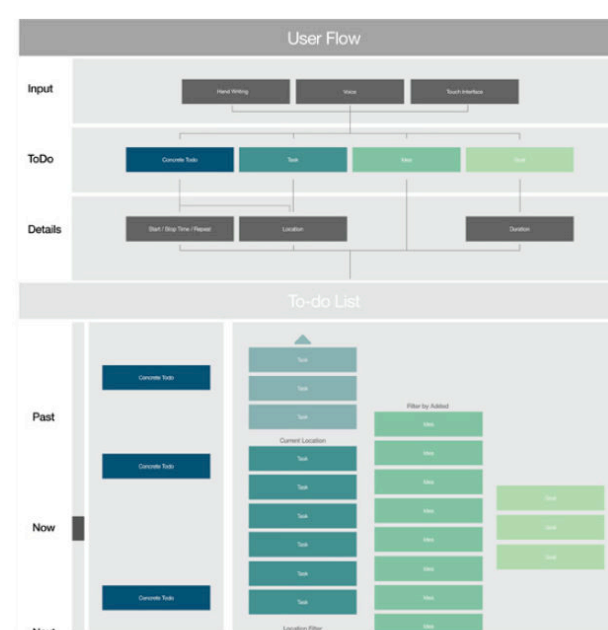 User Flow
Input
Hand Writing
Voice
Touch Interface
ToDo
Concrete Todo
Task
Idea
Goal
Details
Start / Stop Time / Repeat
Location
Duration
To-do List
Task
Concrete Todo
Task
Past
Filter by Added
Task
Idea
Current Location
Idea
Task
Concrete Todo
Idea
Task
Goal
Idea
Task
Now
Goal
Idea
Task
Goal
Idea
Task
Concrete Todo
Idea
Task
Location Filter
Idea
Next